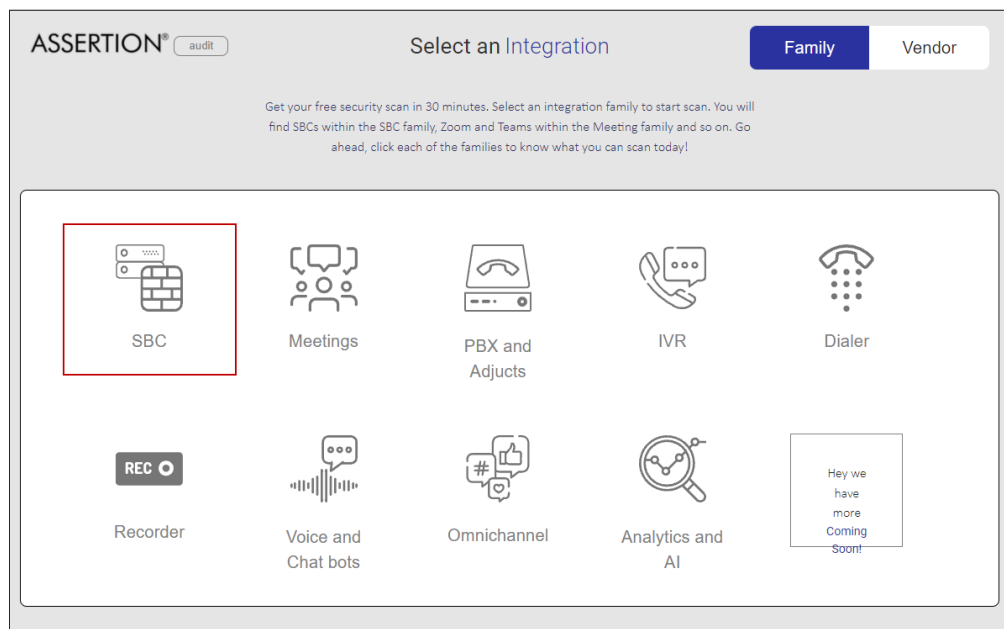 ASSERTION® audit
Select an Integration
Family
Vendor
Get your free security scan in 30 minutes. Select an integration family to start scan. You will
find SBCs within the SBC family, Zoom and Teams within the Meeting family and so on. Go
ahead, click each of the families to know what you can scan today!
SBC
Meetings
PBX and
Adjucts
IVR
Dialer
REC
Recorder
Voice and
Chat bots
#
Omnichannel
Analytics and
AI
Hey we
have
more
Coming
Soon!